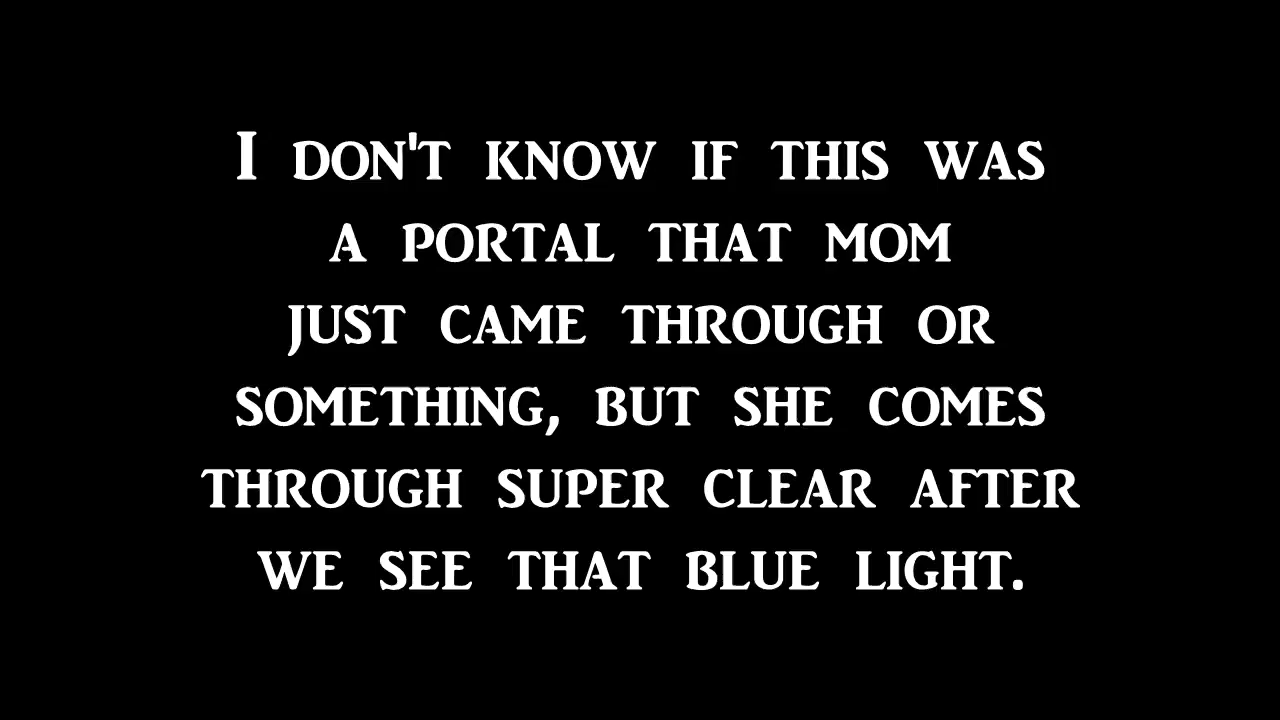 I don't know if this was
a portal that mom
just came through or
something, but she comes
through super clear after
we see that blue light.